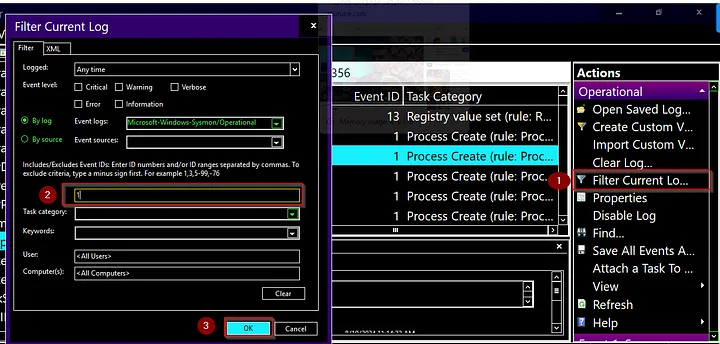 Filter Current Log
Filter
XML
Logged:
Any time
Event level:
Critical
Warning
Verbose
Error
Information
By log
Event logs:
Microsoft-Windows-Sysmon/Operational
By source
Event sources:
Includes/Excludes Event IDs: Enter ID numbers and/or ID ranges separated by commas. To
exclude criteria, type a minus sign first. For example 1,3,5-99,-76
2
1
Task category:
Keywords:
User:
<All Users>
Computer(s):
<All Computers>
Clear
3
OK
Cancel
356
Event ID
Task Category
13 Registry value set (rule: R...
1 Process Create (rule: Proc...
1 Process Create (rule: Proc...
1 Process Create (rule: Proc...
1 Process Create (rule: Proc...
1 Process Create (rule: Proc...
Actions
Operational
Open Saved Log...
Create Custom V...
Import Custom V...
Clear Log...
1
Filter Current Lo...
Properties
Disable Log
Find...
Save All Events A...
Attach a Task To ...
View
Refresh
Help